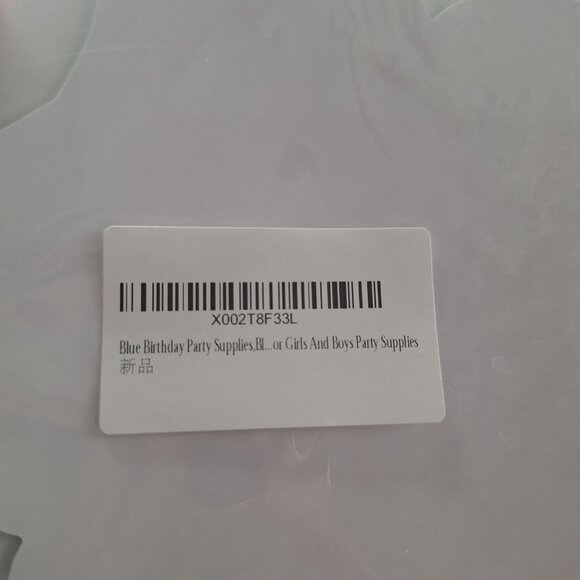 X002T8F33L
Blue Birthday Party Supplies,Bl...or Girls And Boys Party Supplies
新品